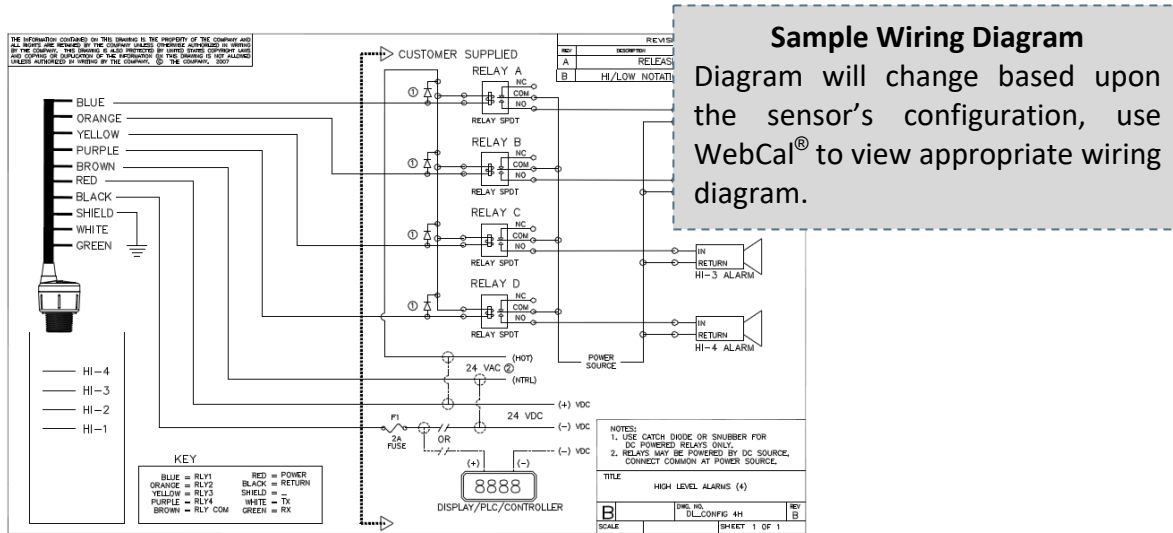 THE INFORMATION CONTAINED ON THIS DRAWING IS THE PROPERTY OF THE COMPANY AND
ALL RIGHTS ARE RETAINED BY THE COMPANY UNLESS OTHERWISE AUTHORIZED IN WRITING
BY THE COMPANY. THIS DRAWING IS ALSO PROTECTED BY UNITED STATES COPYRIGHT LAWS
AND COPYING OR DUPLICATION OF THE INFORMATION ON THIS DRAWING IS NOT ALLOWED
UNLESS AUTHORIZED IN WRITING BY THE COMPANY. © THE COMPANY, 2007
BLUE
ORANGE
YELLOW
PURPLE
BROWN
RED
BLACK
SHIELD
WHITE
GREEN
HI-4
HI-3
HI-2
HI-1
KEY
BLUE = RLY1
ORANGE = RLY2
YELLOW = RLY3
PURPLE = RLY4
BROWN = RLY COM
RED = POWER
BLACK = RETURN
SHIELD = ⏚
WHITE = TX
GREEN = RX
CUSTOMER SUPPLIED
RELAY A
①
NC
COM
NO
RELAY SPDT
RELAY B
①
NC
COM
NO
RELAY SPDT
RELAY C
①
NC
COM
NO
RELAY SPDT
RELAY D
①
NC
COM
NO
RELAY SPDT
IN
RETURN
HI-3 ALARM
IN
RETURN
HI-4 ALARM
POWER
SOURCE
(HOT)
24 VAC ②
(NTRL)
(+) VDC
24 VDC
(-) VDC
(-) VDC
F1
2A
FUSE
OR
(+)
(-)
8888
DISPLAY/PLC/CONTROLLER
REV
DESCRIPTION
A
B
Sample Wiring Diagram
Diagram will change based upon
the sensor's configuration, use
WebCal® to view appropriate wiring
diagram.
NOTES:
1. USE CATCH DIODE OR SNUBBER FOR
DC POWERED RELAYS ONLY.
2. RELAYS MAY BE POWERED BY DC SOURCE,
CONNECT COMMON AT POWER SOURCE.
TITLE
HIGH LEVEL ALARMS (4)
B
DWG. NO.
DL_CONFIG 4H
REV
B
SCALE
SHEET 1 OF 1